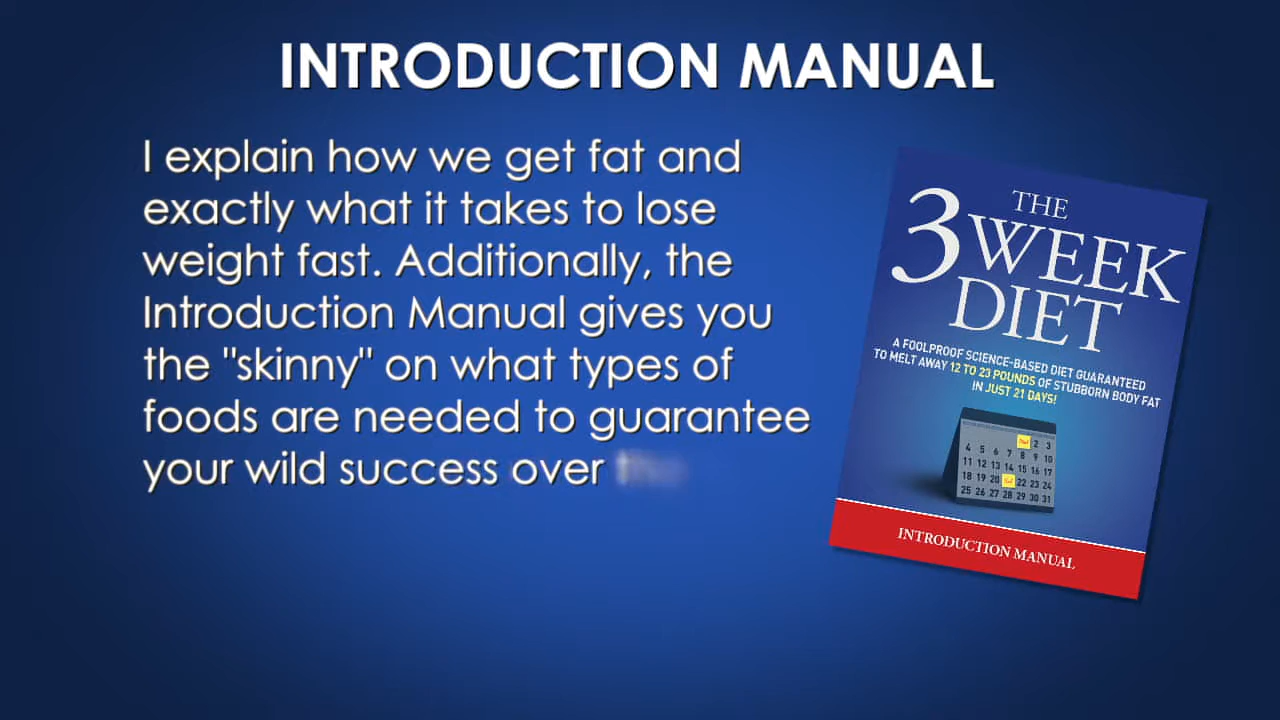 INTRODUCTION MANUAL
I explain how we get fat and
exactly what it takes to lose
weight fast. Additionally, the
Introduction Manual gives you
the "skinny" on what types of
foods are needed to guarantee
your wild success over
THE
3 WEEK
DIET
A FOOLPROOF SCIENCE-BASED DIET GUARANTEED
TO MELT AWAY 12 TO 23 POUNDS OF STUBBORN BODY FAT
IN JUST 21 DAYS!
2 3
4 5 6 7 8 9 10
11 12 13 14 15 16 17
18 19 20 22 23 24
25 26 27 28 29 30 31
INTRODUCTION MANUAL